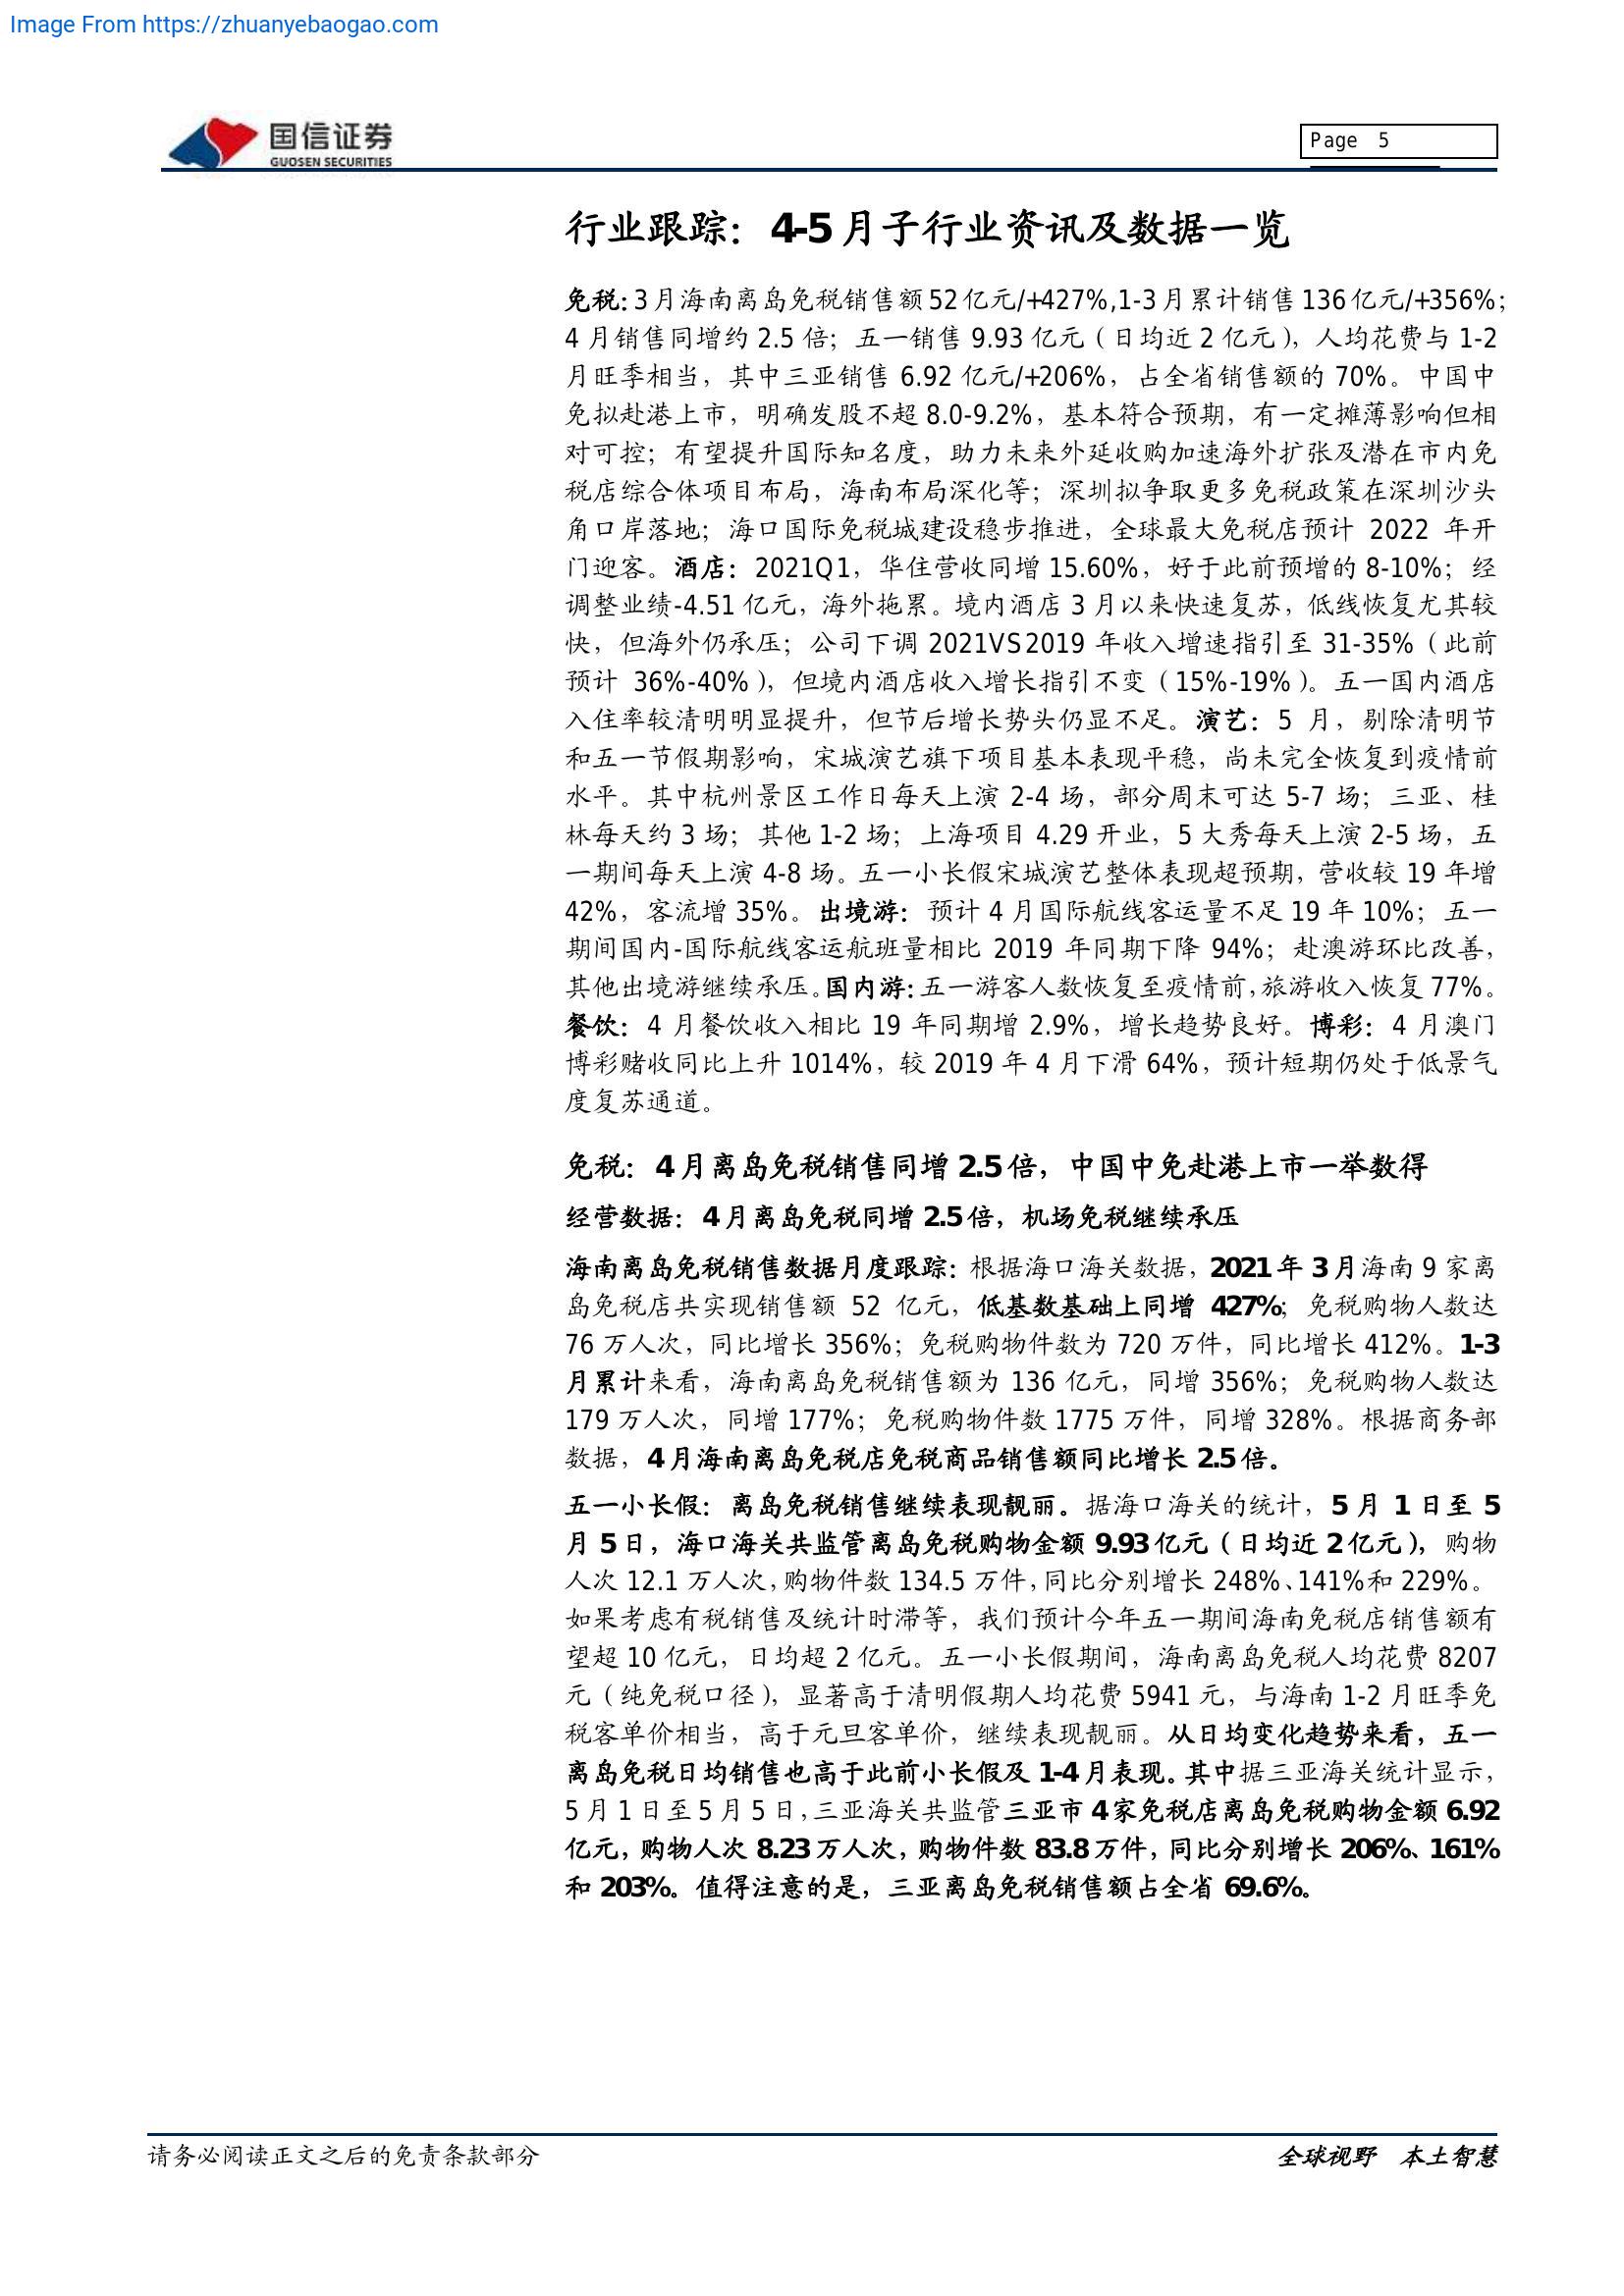 Image From https://zhuanyebaogao.com
国信证券
GUOSEN SECURITIES
Page 5
行业跟踪：4-5 月子行业资讯及数据一览
免税：3 月海南离岛免税销售额 52 亿元/+427%,1-3 月累计销售 136 亿元/+356%；
4 月销售同增约 2.5 倍；五一销售 9.93 亿元（日均近 2 亿元），人均花费与 1-2
月旺季相当，其中三亚销售 6.92 亿元/+206%，占全省销售额的 70%。中国中
免拟赴港上市，明确发股不超 8.0-9.2%，基本符合预期，有一定摊薄影响但相
对可控；有望提升国际知名度，助力未来外延收购加速海外扩张及潜在市内免
税店综合体项目布局，海南布局深化等；深圳拟争取更多免税政策在深圳沙头
角口岸落地；海口国际免税城建设稳步推进，全球最大免税店预计 2022 年开
门迎客。酒店：2021Q1，华住营收同增 15.60%，好于此前预增的 8-10%；经
调整业绩-4.51 亿元，海外拖累。境内酒店 3 月以来快速复苏，低线恢复尤其较
快，但海外仍承压；公司下调 2021VS2019 年收入增速指引至 31-35%（此前
预计 36%-40%），但境内酒店收入增长指引不变（15%-19%）。五一国内酒店
入住率较清明明显提升，但节后增长势头仍显不足。演艺：5 月，剔除清明节
和五一节假期影响，宋城演艺旗下项目基本表现平稳，尚未完全恢复到疫情前
水平。其中杭州景区工作日每天上演 2-4 场，部分周末可达 5-7 场；三亚、桂
林每天约 3 场；其他 1-2 场；上海项目 4.29 开业，5 大秀每天上演 2-5 场，五
一期间每天上演 4-8 场。五一小长假宋城演艺整体表现超预期，营收较 19 年增
42%，客流增 35%。出境游：预计 4 月国际航线客运量不足 19 年 10%；五一
期间国内-国际航线客运航班量相比 2019 年同期下降 94%；赴澳游环比改善，
其他出境游继续承压。国内游：五一游客人数恢复至疫情前，旅游收入恢复 77%。
餐饮：4 月餐饮收入相比 19 年同期增 2.9%，增长趋势良好。博彩：4 月澳门
博彩赌收同比上升 1014%，较 2019 年 4 月下滑 64%，预计短期仍处于低景气
度复苏通道。
免税：4 月离岛免税销售同增 2.5 倍，中国中免赴港上市一举数得
经营数据：4 月离岛免税同增 2.5 倍，机场免税继续承压
海南离岛免税销售数据月度跟踪：根据海口海关数据，2021 年 3 月海南 9 家离
岛免税店共实现销售额 52 亿元，低基数基础上同增 427%；免税购物人数达
76 万人次，同比增长 356%；免税购物件数为 720 万件，同比增长 412%。1-3
月累计来看，海南离岛免税销售额为 136 亿元，同增 356%；免税购物人数达
179 万人次，同增 177%；免税购物件数 1775 万件，同增 328%。根据商务部
数据，4 月海南离岛免税店免税商品销售额同比增长 2.5 倍。
五一小长假：离岛免税销售继续表现靓丽。据海口海关的统计，5 月 1 日至 5
月 5 日，海口海关共监管离岛免税购物金额 9.93 亿元（日均近 2 亿元），购物
人次 12.1 万人次，购物件数 134.5 万件，同比分别增长 248%、141%和 229%。
如果考虑有税销售及统计时滞等，我们预计今年五一期间海南免税店销售额有
望超 10 亿元，日均超 2 亿元。五一小长假期间，海南离岛免税人均花费 8207
元（纯免税口径），显著高于清明假期人均花费 5941 元，与海南 1-2 月旺季免
税客单价相当，高于元旦客单价，继续表现靓丽。从日均变化趋势来看，五一
离岛免税日均销售也高于此前小长假及 1-4 月表现。其中据三亚海关统计显示，
5 月 1 日至 5 月 5 日，三亚海关共监管三亚市 4 家免税店离岛免税购物金额 6.92
亿元，购物人次 8.23 万人次，购物件数 83.8 万件，同比分别增长 206%、161%
和 203%。值得注意的是，三亚离岛免税销售额占全省 69.6%。
请务必阅读正文之后的免责条款部分
全球视野 本土智慧